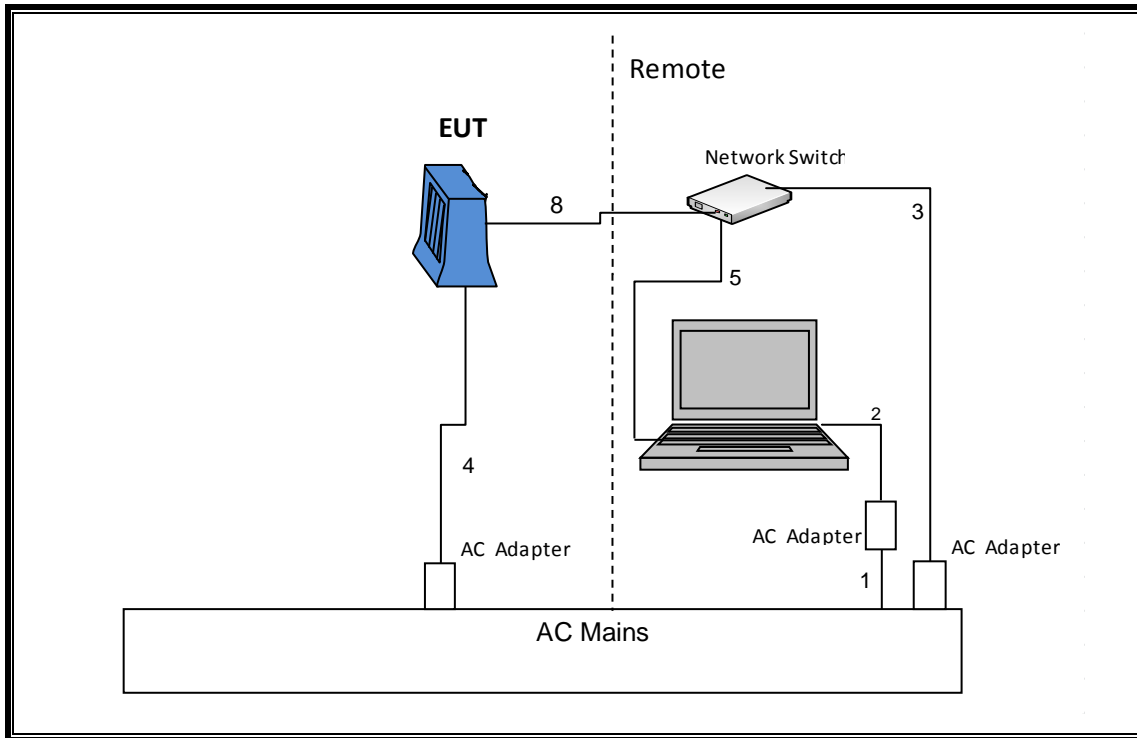 Remote
EUT
Network Switch
8
3
5
2
4
AC Adapter
AC Adapter
AC Adapter
1
AC Mains